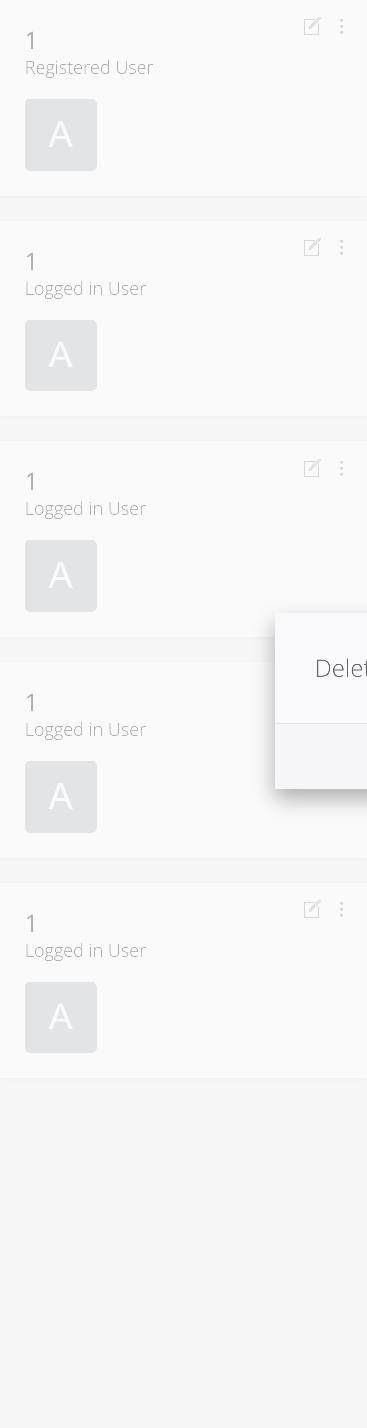 1
Registered User
A
1
Logged in User
A
1
Logged in User
A
Delet
1
Logged in User
A
1
Logged in User
A